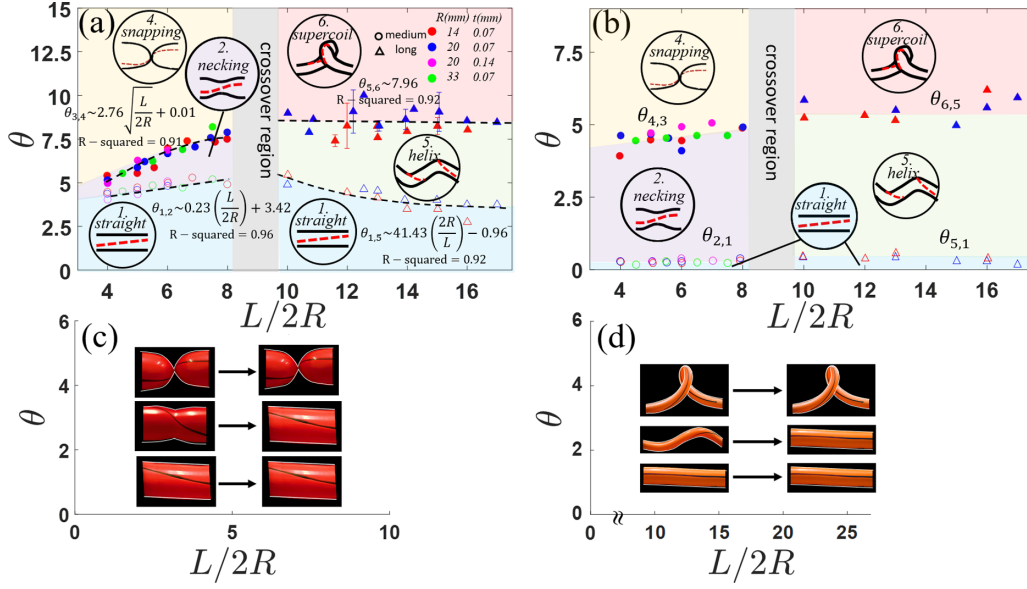 (a)
15
12.5
10
7.5
5
2.5
0
θ
4.
snapping
2.
necking
crossover region
6.
supercoil
R(mm) t(mm)
14 0.07
20 0.07
20 0.14
33 0.07
medium
long
θ5,6~7.96
R − squared = 0.92
θ3,4~2.76√(L/2R) + 0.01
R − squared = 0.91
5.
helix
1.
straight
θ1,2~0.23(L/2R) + 3.42
R − squared = 0.96
1.
straight
θ1,5~41.43(2R/L) − 0.96
R − squared = 0.92
4 6 8 10 12 14 16
L/2R
(b)
7.5
5
2.5
0
θ
4.
snapping
crossover region
6.
supercoil
θ4,3
θ6,5
2.
necking
1.
straight
5.
helix
θ2,1
θ5,1
4 6 8 10 12 14 16
L/2R
(c)
6
4
2
0
θ
0 5 10
L/2R
(d)
6
4
2
0
θ
0 ≈ 10 15 20 25
L/2R